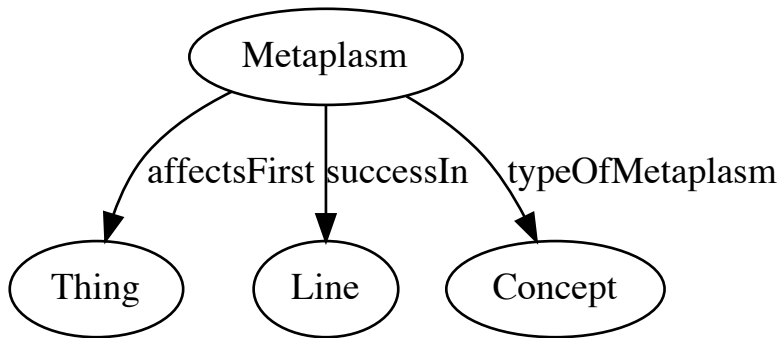 Metaplasm
affectsFirst successIn typeOfMetaplasm
Thing Line Concept